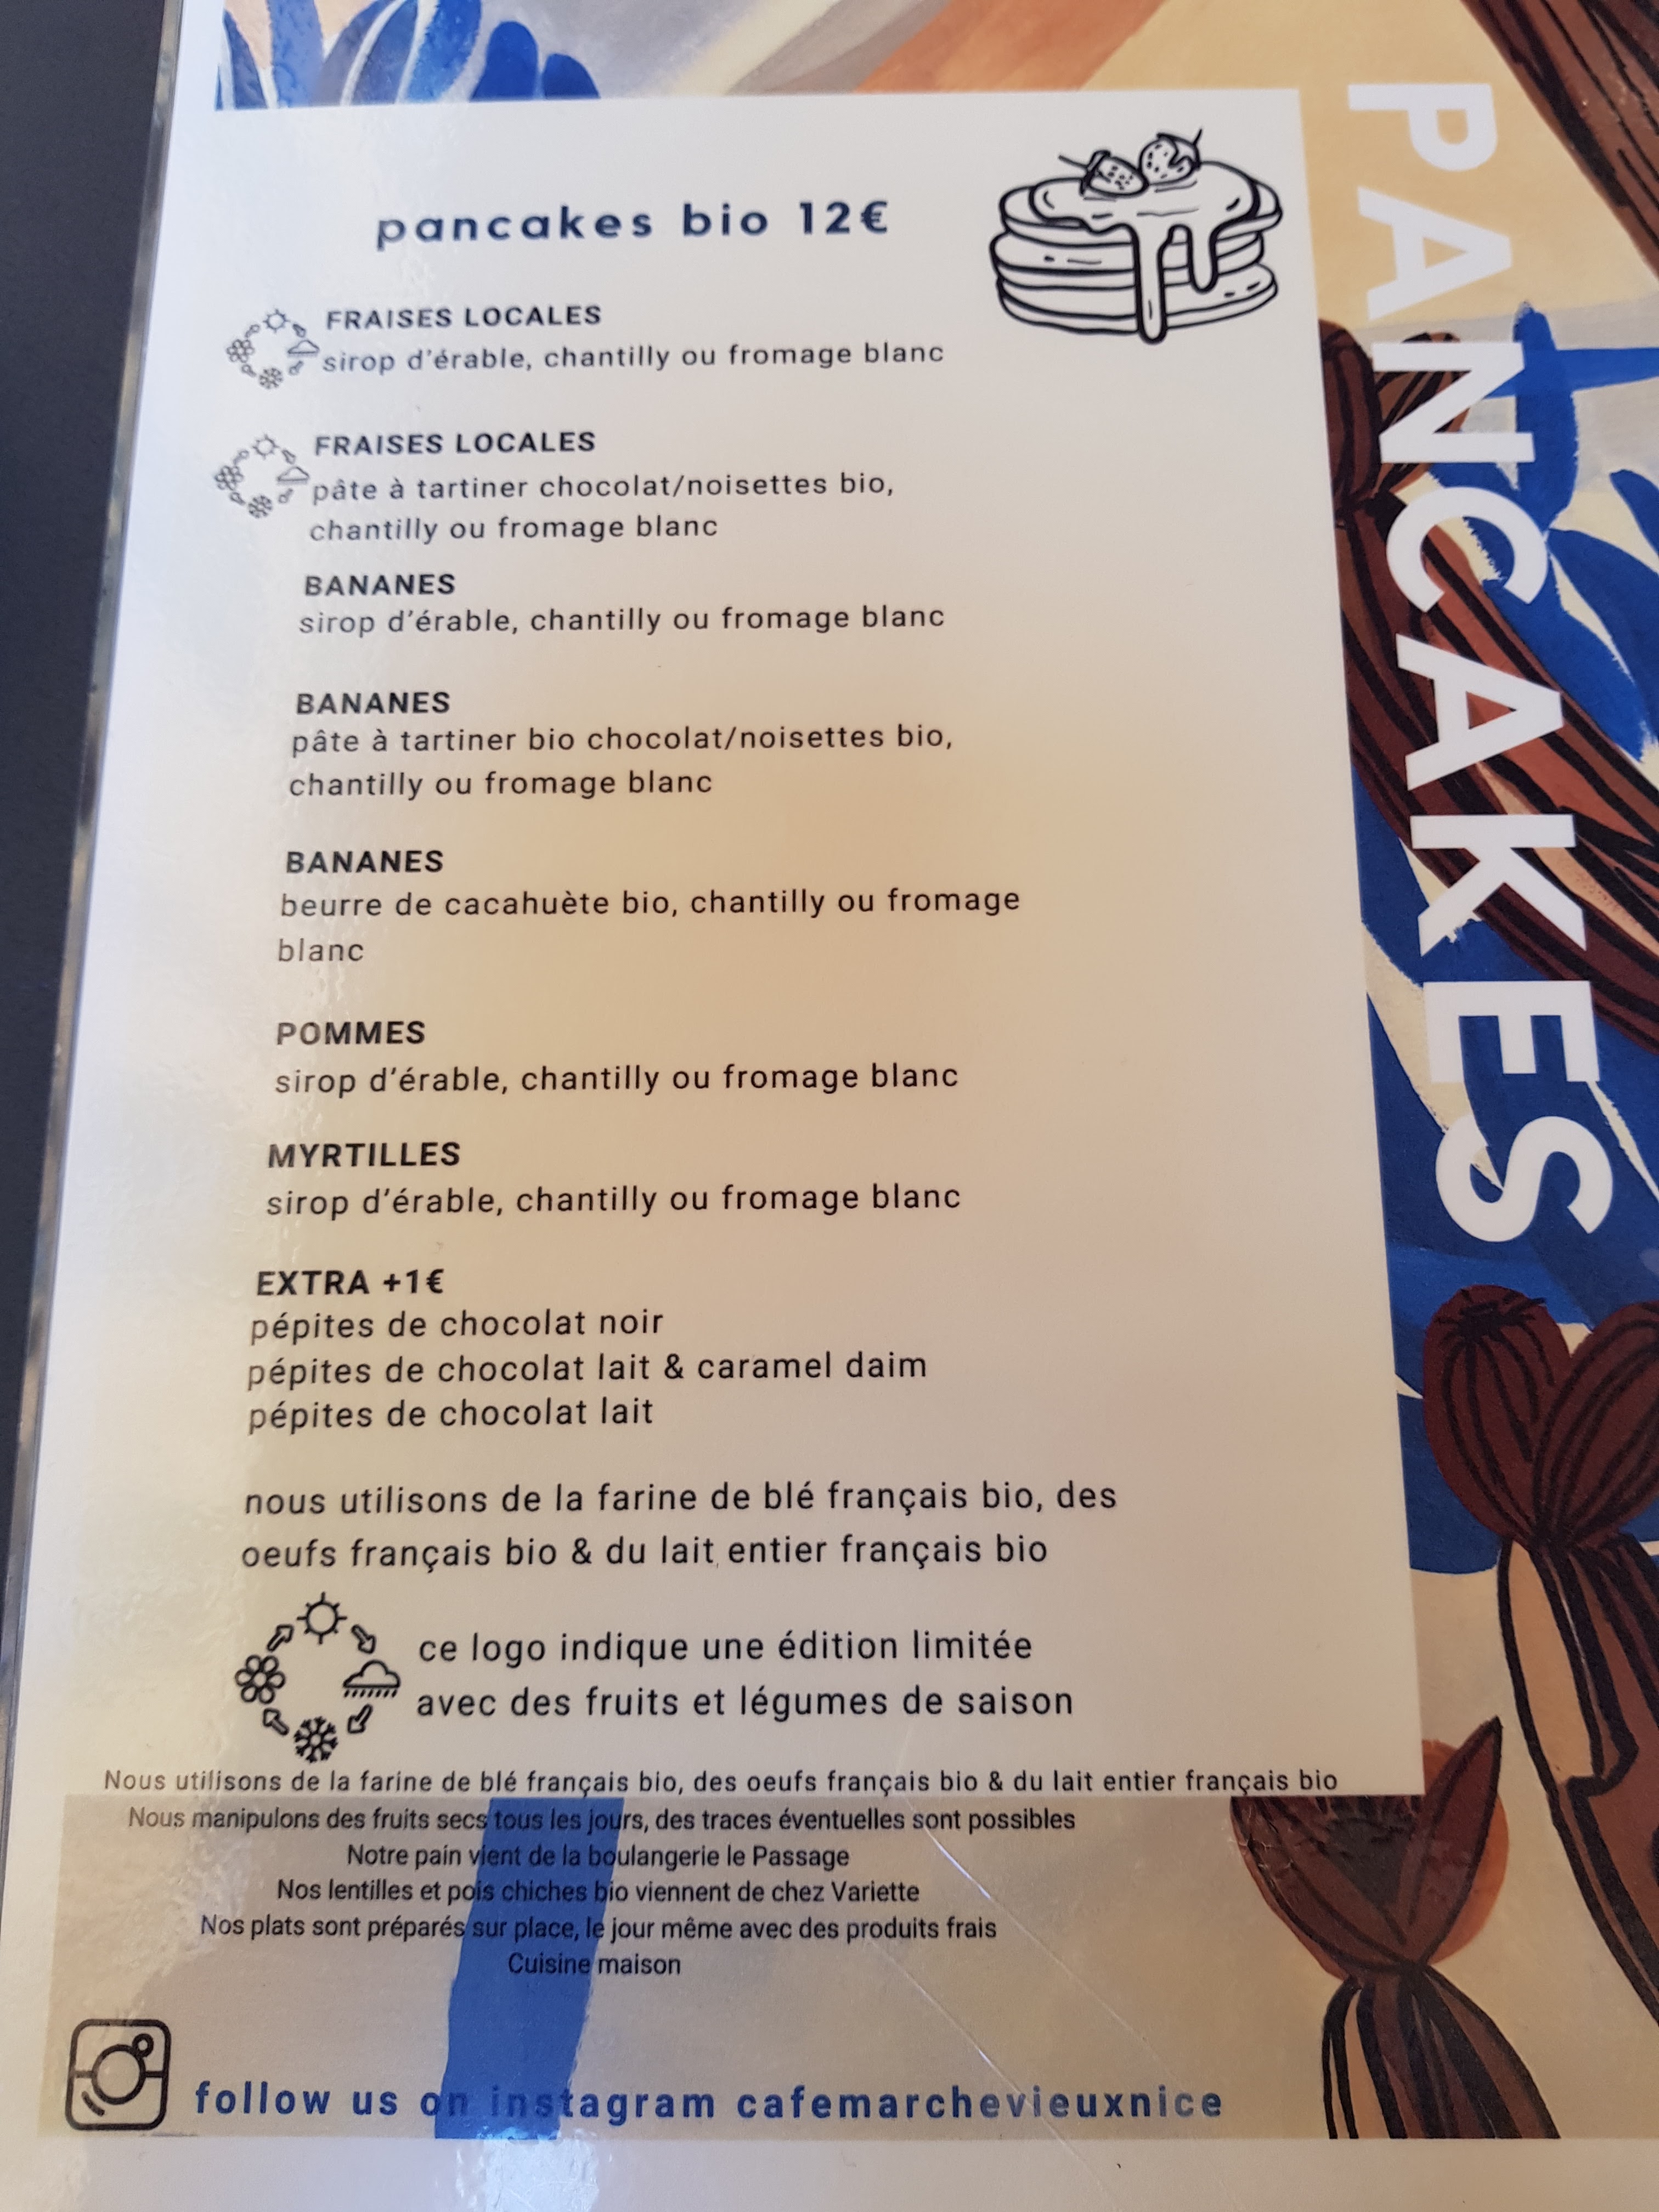 pancakes bio 12€
FRAISES LOCALES
sirop d'érable, chantilly ou fromage blanc
FRAISES LOCALES
pâte à tartiner chocolat/noisettes bio,
chantilly ou fromage blanc
BANANES
sirop d'érable, chantilly ou fromage blanc
BANANES
pâte à tartiner bio chocolat/noisettes bio,
chantilly ou fromage blanc
BANANES
beurre de cacahuète bio, chantilly ou fromage
blanc
POMMES
sirop d'érable, chantilly ou fromage blanc
MYRTILLES
sirop d'érable, chantilly ou fromage blanc
EXTRA +1€
pépites de chocolat noir
pépites de chocolat lait & caramel daim
pépites de chocolat lait
nous utilisons de la farine de blé français bio, des
oeufs français bio & du lait entier français bio
ce logo indique une édition limitée
avec des fruits et légumes de saison
Nous utilisons de la farine de blé français bio, des oeufs français bio & du lait entier français bio
Nous manipulons des fruits secs tous les jours, des traces éventuelles sont possibles
Notre pain vient de la boulangerie le Passage
Nos lentilles et pois chiches bio viennent de chez Variette
Nos plats sont préparés sur place, le jour même avec des produits frais
Cuisine maison
follow us on instagram cafemarchevieuxnice
PANCAKES